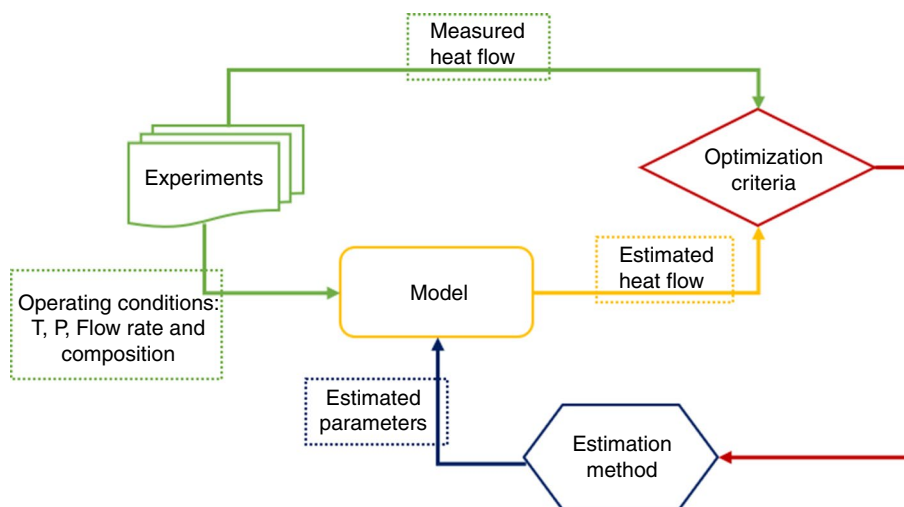 Measured
heat flow
Experiments
Optimization
criteria
Operating conditions:
T, P, Flow rate and
composition
Model
Estimated
heat flow
Estimated
parameters
Estimation
method